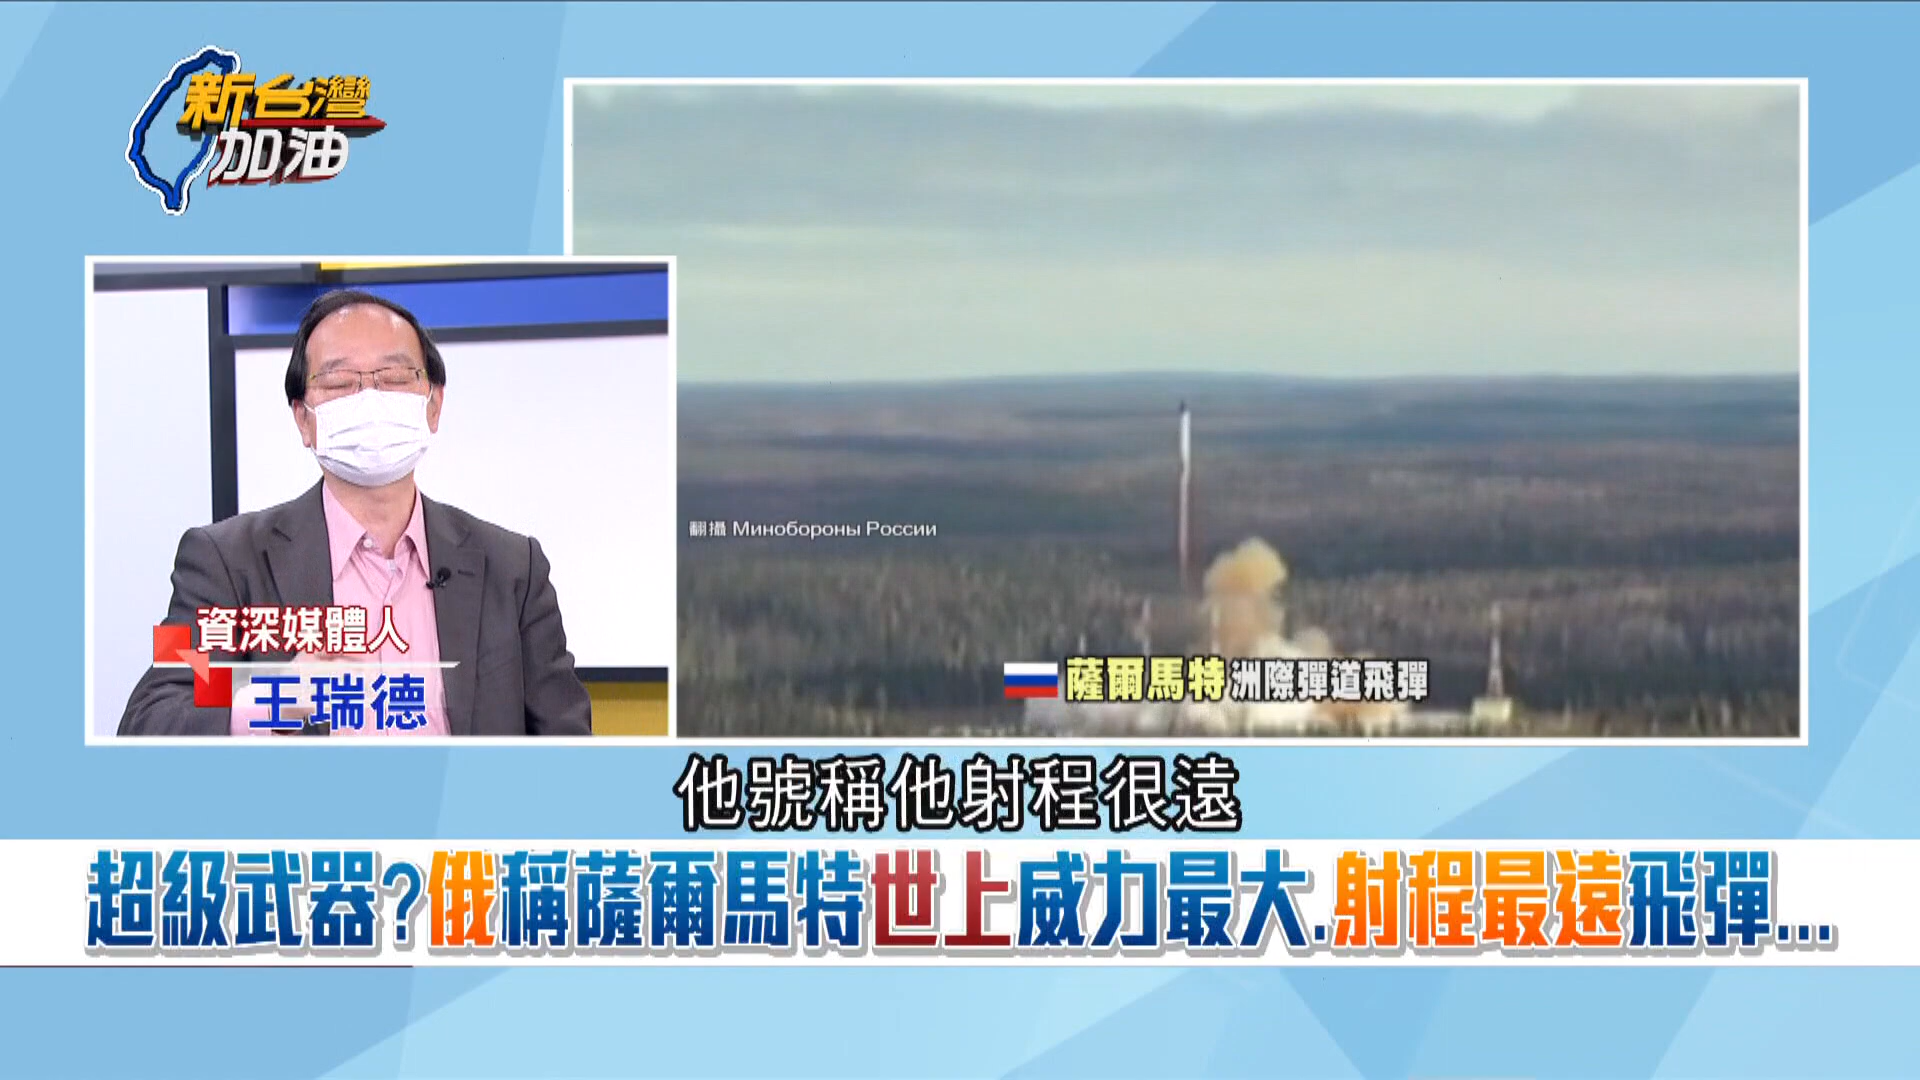 新台灣
加油
翻攝 Минобороны России
資深媒體人
王瑞德
薩爾馬特洲際彈道飛彈
他號稱他射程很遠
超級武器?俄稱薩爾馬特世上威力最大.射程最遠飛彈...